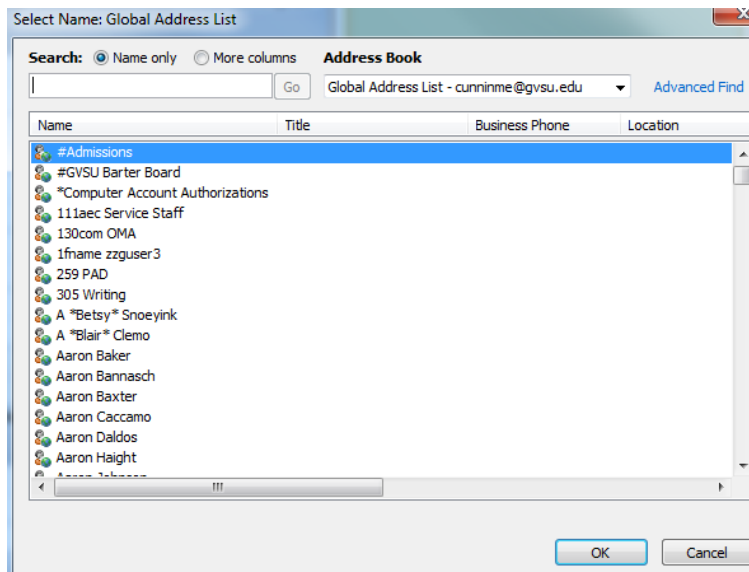 Select Name: Global Address List
Search: Name only More columns Address Book
Go Global Address List - cunninme@gvsu.edu Advanced Find
Name Title Business Phone Location
#Admissions
#GVSU Barter Board
*Computer Account Authorizations
111aec Service Staff
130com OMA
1fname zzguser3
259 PAD
305 Writing
A *Betsy* Snoeyink
A *Blair* Clemo
Aaron Baker
Aaron Bannasch
Aaron Baxter
Aaron Caccamo
Aaron Daldos
Aaron Haight
OK Cancel